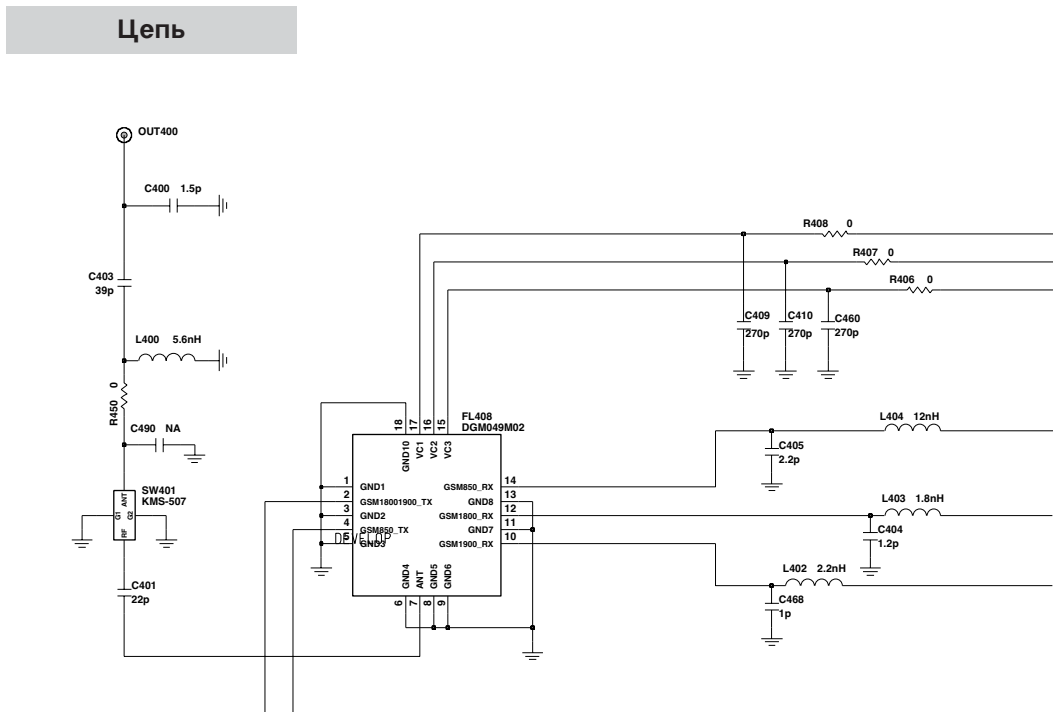 Цепь
OUT400
C400 1.5p
R408 0
R407 0
R406 0
C403
39p
C409
270p
C410
270p
C460
270p
L400 5.6nH
R450 0
C490 NA
FL408
DGM049M02
18 17 16 15
GND10 VC1 VC2 VC3
L404 12nH
C405
2.2p
SW401
KMS-507
ANT
G1 G2
RF
1 GND1
2 GSM18001900_TX
3 GND2
4 GSM850_TX
5 GND3
DEVELOP
GSM850_RX 14
GND8 13
GSM1800_RX 12
GND7 11
GSM1900_RX 10
GND4 ANT GND5 GND6
6 7 8 9
L403 1.8nH
C404
1.2p
L402 2.2nH
C468
1p
C401
22p